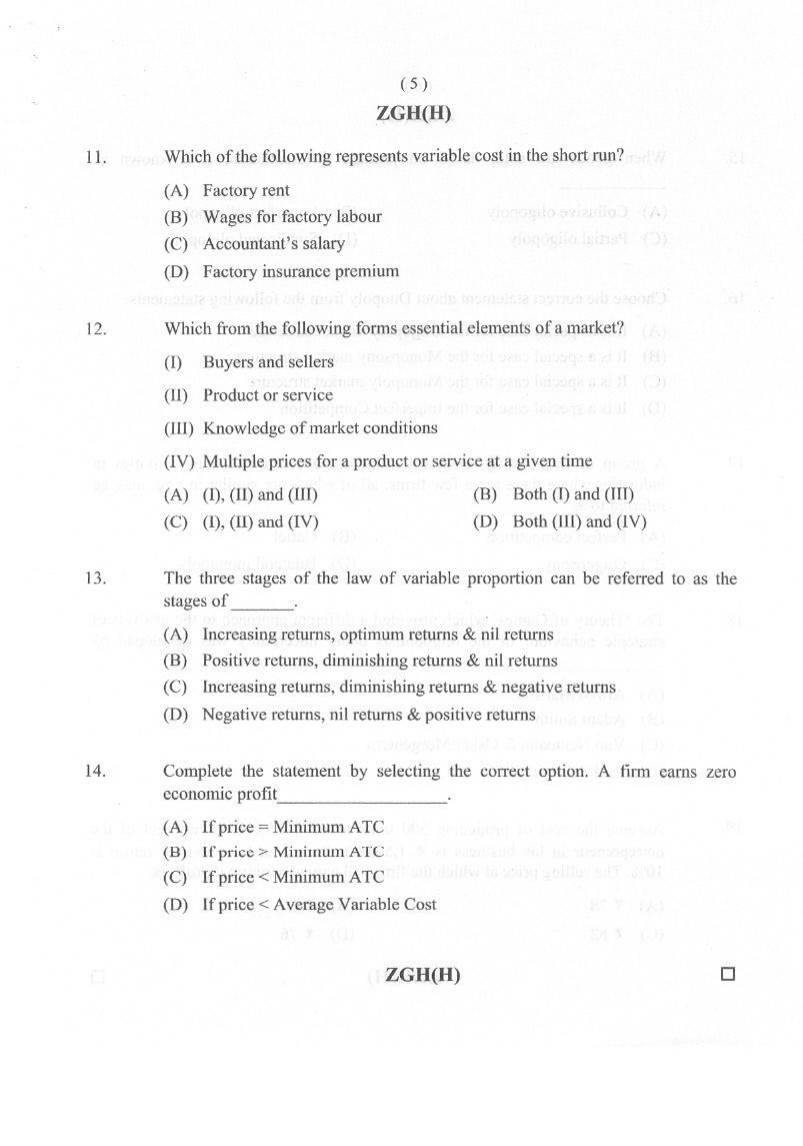 ( 5 )
ZGH(H)
11. Which of the following represents variable cost in the short run?
(A) Factory rent
(B) Wages for factory labour
(C) Accountant's salary
(D) Factory insurance premium
12. Which from the following forms essential elements of a market?
(I) Buyers and sellers
(II) Product or service
(III) Knowledge of market conditions
(IV) Multiple prices for a product or service at a given time
(A) (I), (II) and (III) (B) Both (I) and (III)
(C) (I), (II) and (IV) (D) Both (III) and (IV)
13. The three stages of the law of variable proportion can be referred to as the
stages of _______.
(A) Increasing returns, optimum returns & nil returns
(B) Positive returns, diminishing returns & nil returns
(C) Increasing returns, diminishing returns & negative returns
(D) Negative returns, nil returns & positive returns
14. Complete the statement by selecting the correct option. A firm earns zero
economic profit___________________.
(A) If price = Minimum ATC
(B) If price > Minimum ATC
(C) If price < Minimum ATC
(D) If price < Average Variable Cost
ZGH(H)